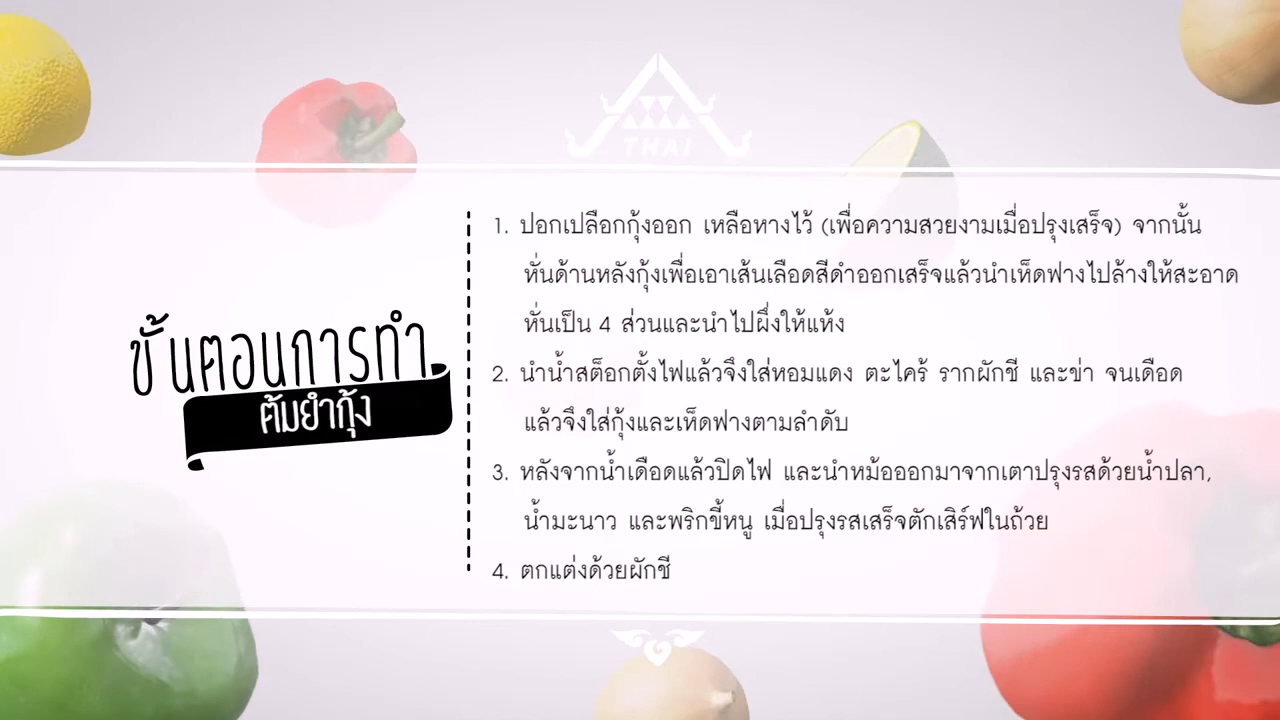 THAI
ขั้นตอนการทำ
ต้มยำกุ้ง
1. ปอกเปลือกกุ้งออก เหลือหางไว้ (เพื่อความสวยงามเมื่อปรุงเสร็จ) จากนั้น
หั่นด้านหลังกุ้งเพื่อเอาเส้นเลือดสีดำออกเสร็จแล้วนำเห็ดฟางไปล้างให้สะอาด
หั่นเป็น 4 ส่วนและนำไปผึ่งให้แห้ง
2. นำน้ำสต็อกตั้งไฟแล้วจึงใส่หอมแดง ตะไคร้ รากผักชี และข่า จนเดือด
แล้วจึงใส่กุ้งและเห็ดฟางตามลำดับ
3. หลังจากน้ำเดือดแล้วปิดไฟ และนำหม้อออกมาจากเตาปรุงรสด้วยน้ำปลา,
น้ำมะนาว และพริกขี้หนู เมื่อปรุงรสเสร็จตักเสิร์ฟในถ้วย
4. ตกแต่งด้วยผักชี